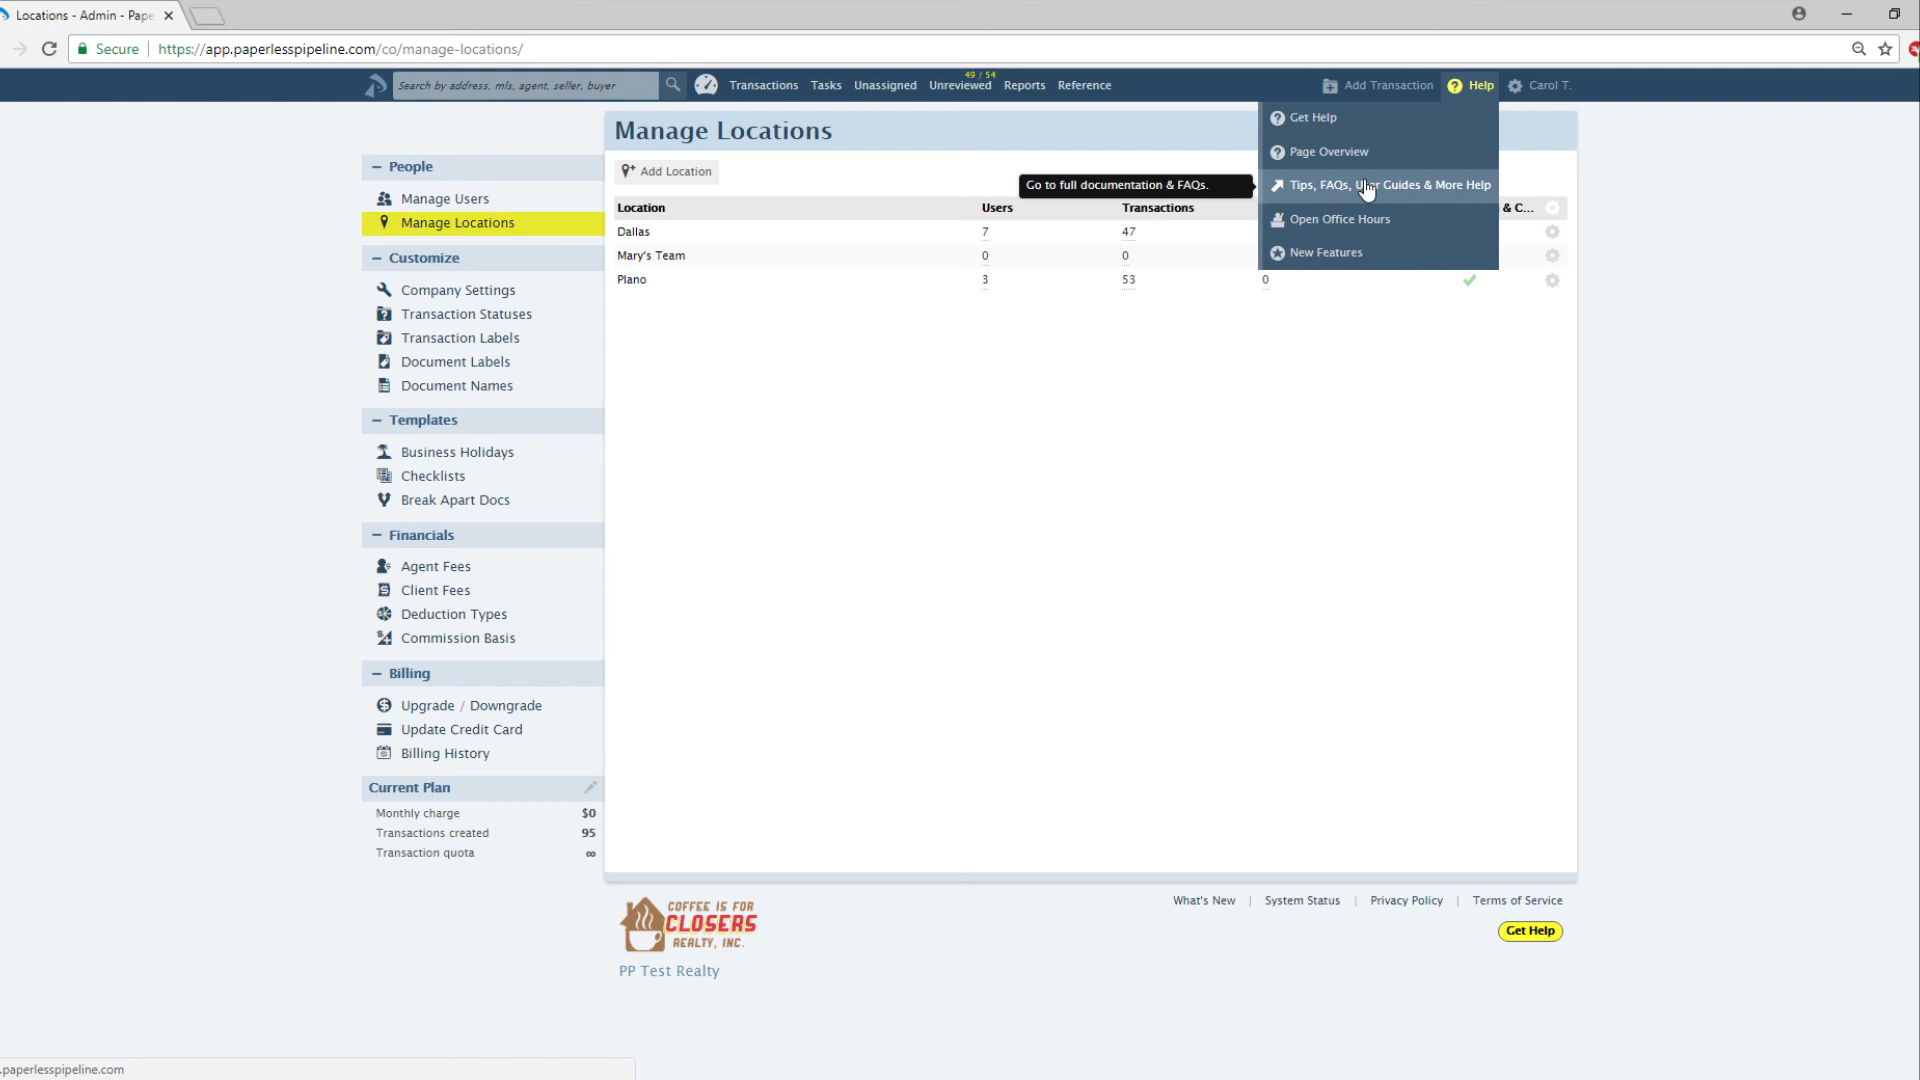 Locations - Admin - Pape
Secure
https://app.paperlesspipeline.com/co/manage-locations/
Search by address, mls, agent, seller, buyer
Transactions
Tasks
Unassigned
49 / 54
Unreviewed
Reports
Reference
Add Transaction
Help
Carol T.
Get Help
Page Overview
Tips, FAQs, User Guides & More Help
Open Office Hours
New Features
Go to full documentation & FAQs.
People
Manage Users
Manage Locations
Customize
Company Settings
Transaction Statuses
Transaction Labels
Document Labels
Document Names
Templates
Business Holidays
Checklists
Break Apart Docs
Financials
Agent Fees
Client Fees
Deduction Types
Commission Basis
Billing
Upgrade / Downgrade
Update Credit Card
Billing History
Current Plan
Monthly charge $0
Transactions created 95
Transaction quota ∞
Manage Locations
Add Location
Location Users Transactions & C...
Dallas 7 47
Mary's Team 0 0
Plano 3 53 0
COFFEE IS FOR
CLOSERS
REALTY, INC.
PP Test Realty
What's New | System Status | Privacy Policy | Terms of Service
Get Help
.paperlesspipeline.com